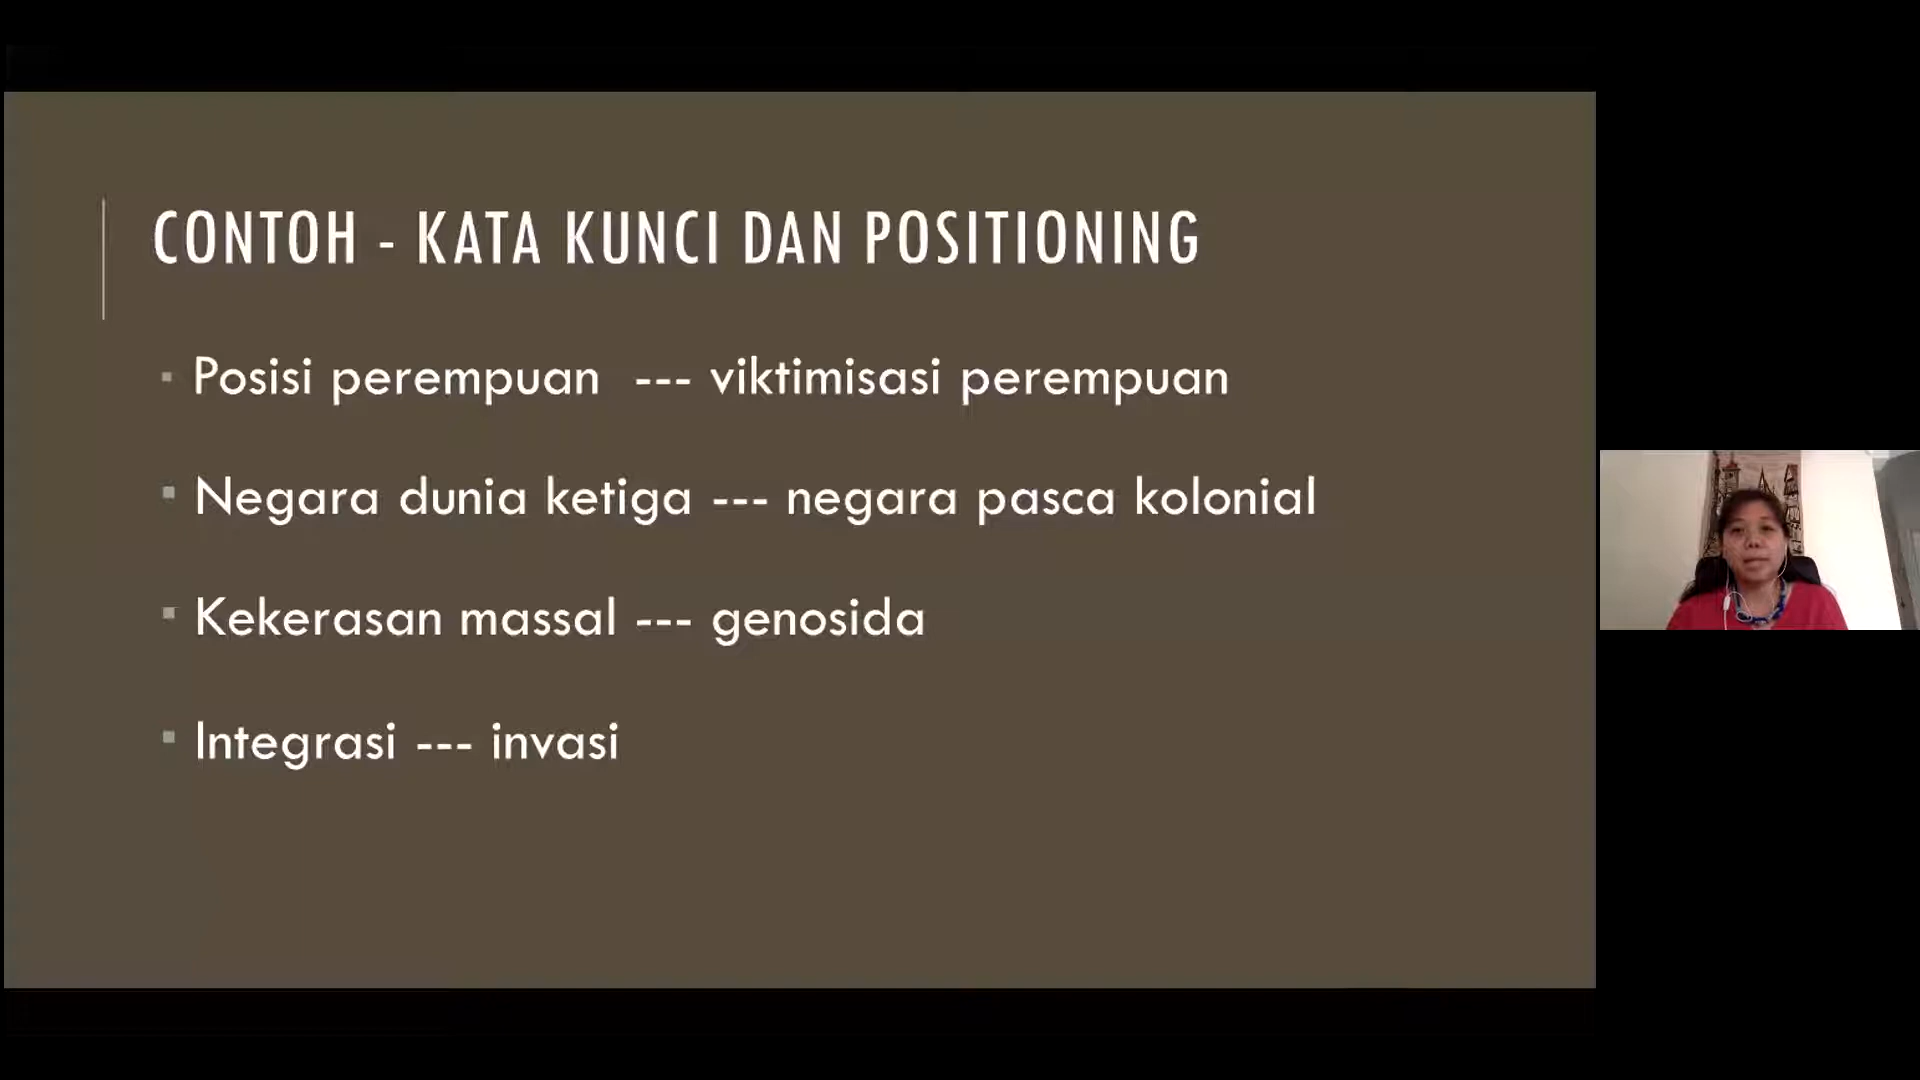 CONTOH - KATA KUNCI DAN POSITIONING
Posisi perempuan --- viktimisasi perempuan
Negara dunia ketiga --- negara pasca kolonial
Kekerasan massal --- genosida
Integrasi --- invasi